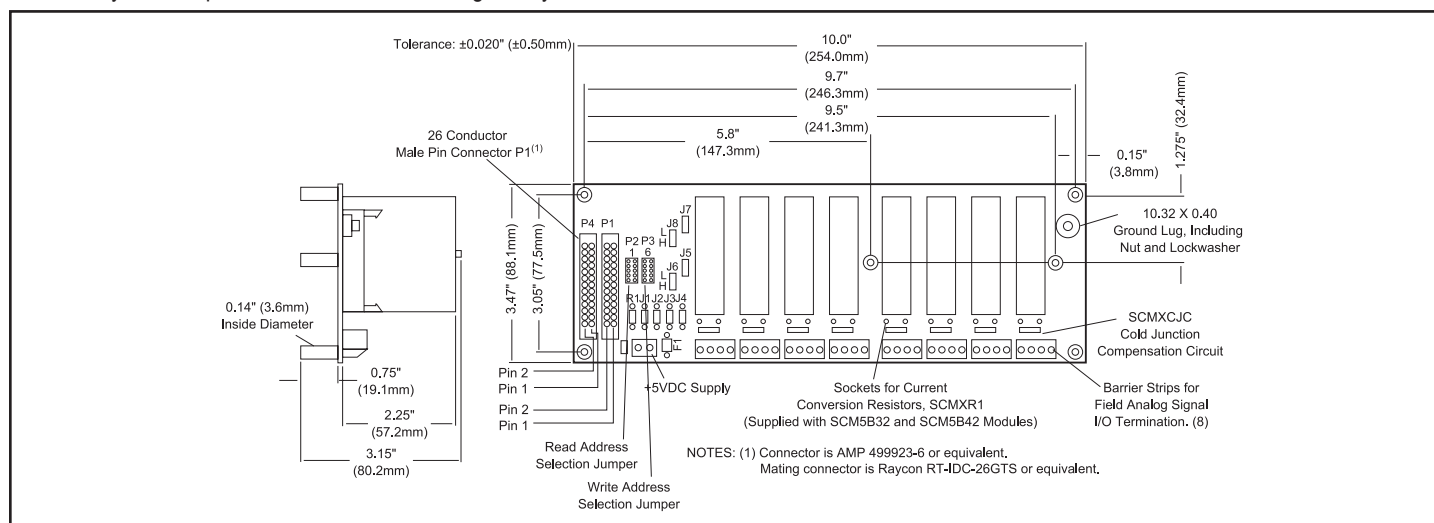 Tolerance: ±0.020" (±0.50mm)
10.0"
(254.0mm)
9.7"
(246.3mm)
9.5"
(241.3mm)
5.8"
(147.3mm)
1.275" (32.4mm)
0.15"
(3.8mm)
26 Conductor
Male Pin Connector P1(1)
10.32 X 0.40
Ground Lug, Including
Nut and Lockwasher
3.47" (88.1mm)
3.05" (77.5mm)
P4 P1
P2 P3
1 6
J7
J8
L
H
J5
J6
L
H
R1 J1 J2 J3 J4
F1
0.14" (3.6mm)
Inside Diameter
SCMXCJC
Cold Junction
Compensation Circuit
0.75"
(19.1mm)
2.25"
(57.2mm)
3.15"
(80.2mm)
Pin 2
Pin 1
Pin 2
Pin 1
+5VDC Supply
Sockets for Current
Conversion Resistors, SCMXR1
(Supplied with SCM5B32 and SCM5B42 Modules)
Barrier Strips for
Field Analog Signal
I/O Termination. (8)
Read Address
Selection Jumper
Write Address
Selection Jumper
NOTES: (1) Connector is AMP 499923-6 or equivalent.
Mating connector is Raycon RT-IDC-26GTS or equivalent.